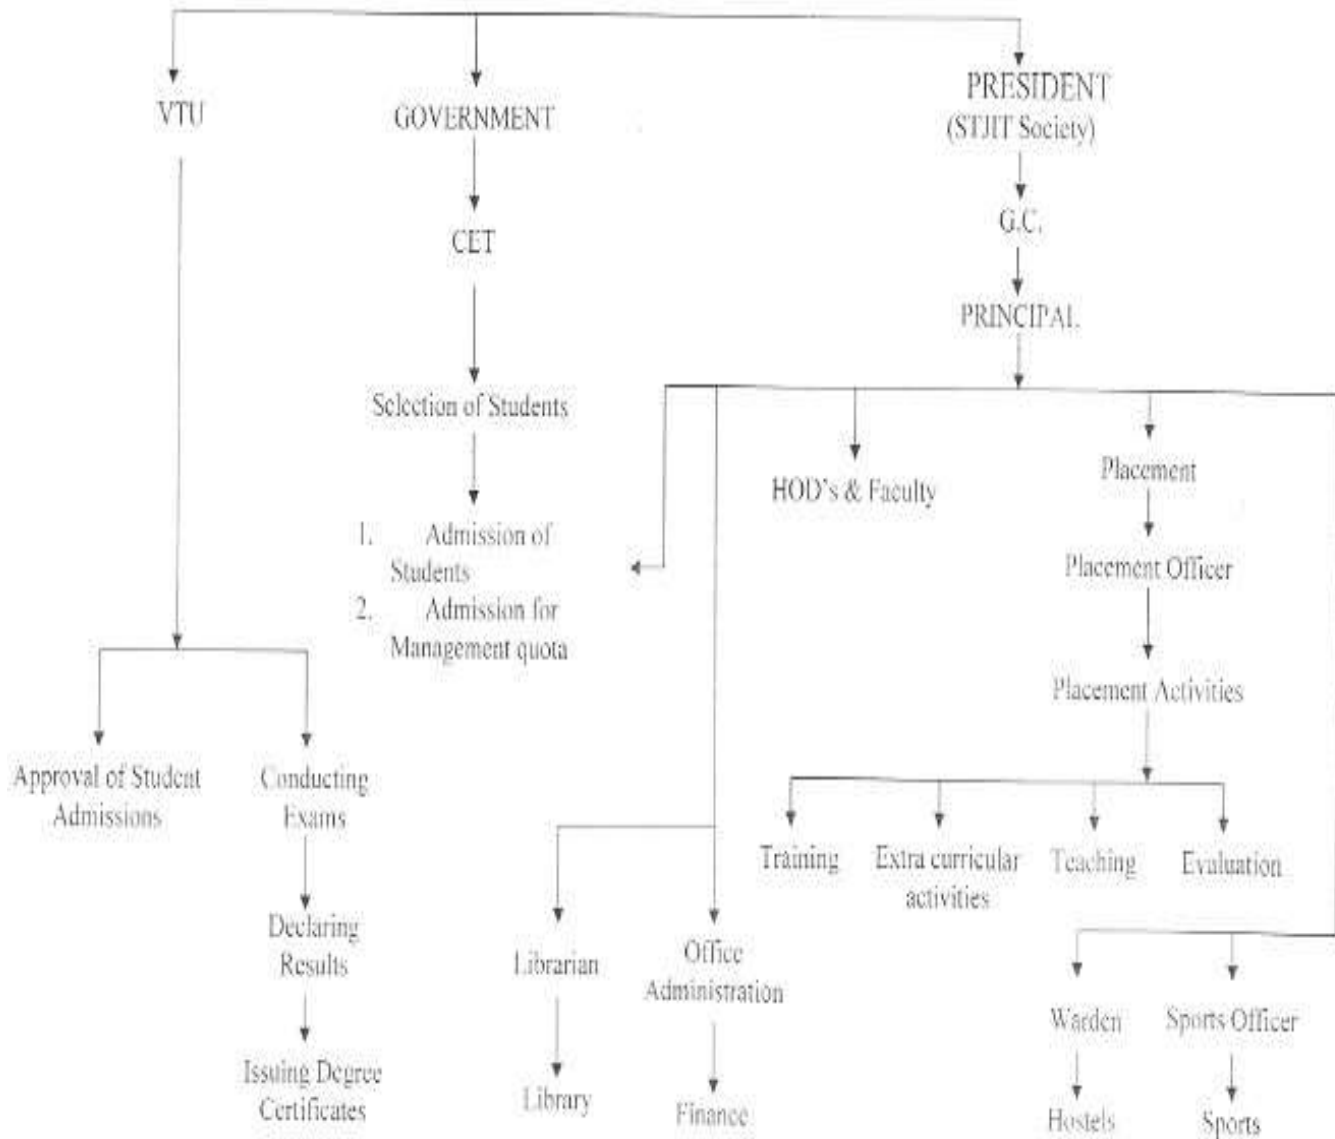 VTU
GOVERNMENT
PRESIDENT
(STJIT Society)
G.C.
CET
PRINCIPAL
Selection of Students
HOD's & Faculty
Placement
1. Admission of
Students
2. Admission for
Management quota
Placement Officer
Placement Activities
Approval of Student
Admissions
Conducting
Exams
Training
Extra curricular
activities
Teaching
Evaluation
Declaring
Results
Librarian
Office
Administration
Warden
Sports Officer
Issuing Degree
Certificates
Library
Finance
Hostels
Sports